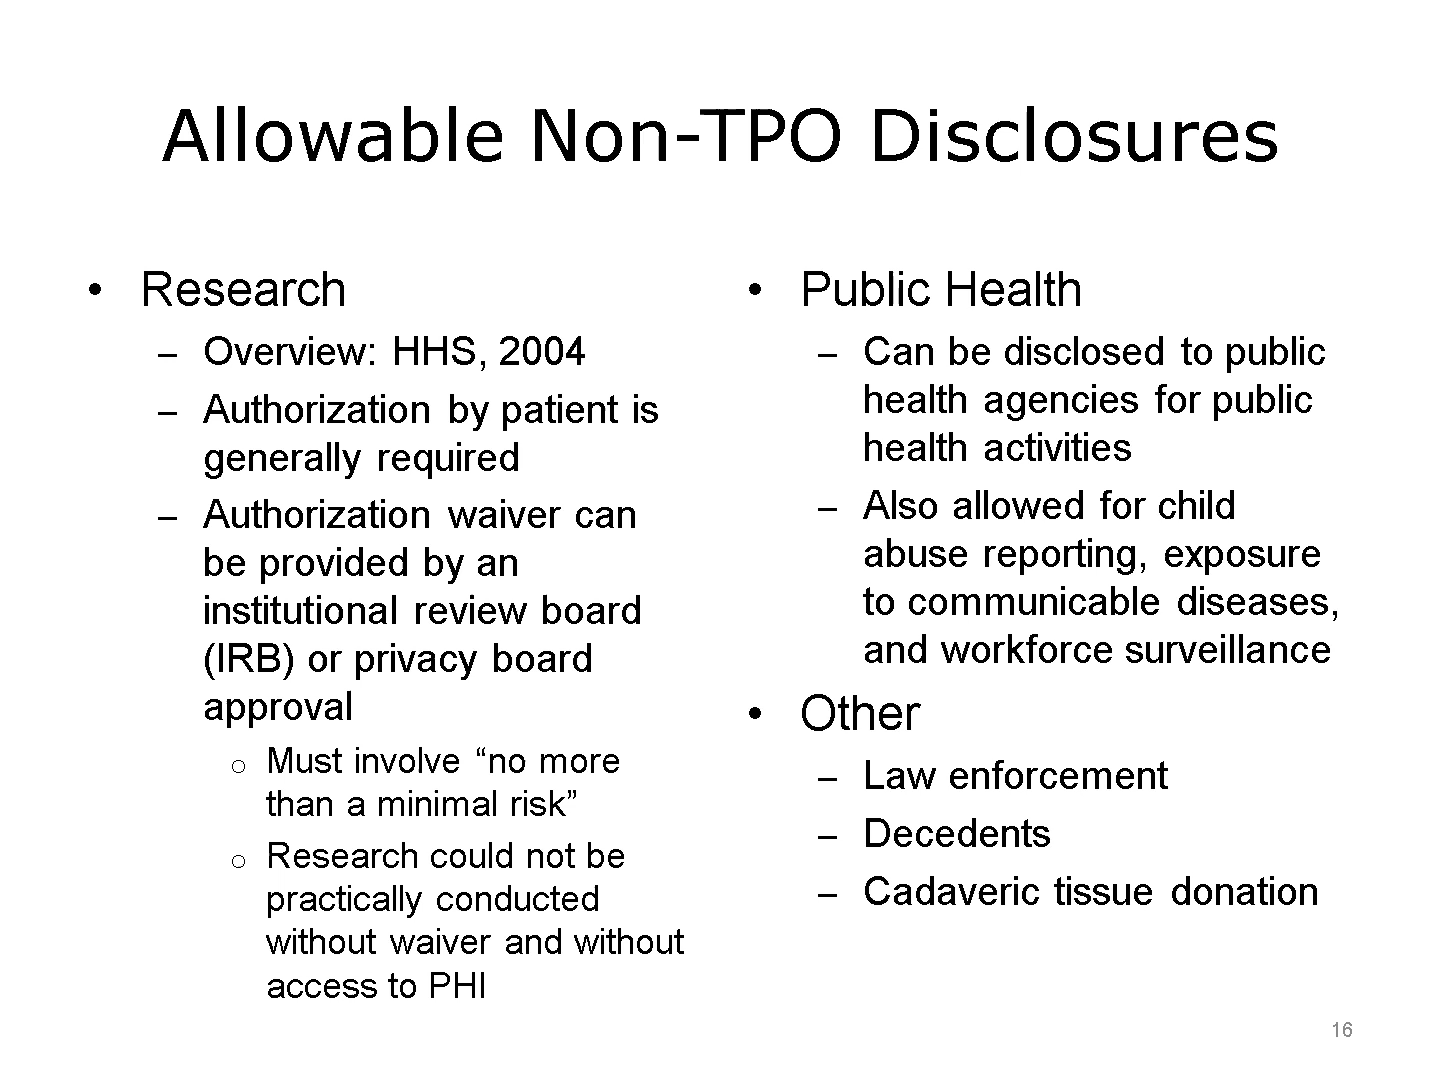 Allowable Non-TPO Disclosures
• Research
– Overview: HHS, 2004
– Authorization by patient is
generally required
– Authorization waiver can
be provided by an
institutional review board
(IRB) or privacy board
approval
o Must involve “no more
than a minimal risk”
o Research could not be
practically conducted
without waiver and without
access to PHI
• Public Health
– Can be disclosed to public
health agencies for public
health activities
– Also allowed for child
abuse reporting, exposure
to communicable diseases,
and workforce surveillance
• Other
– Law enforcement
– Decedents
– Cadaveric tissue donation
16